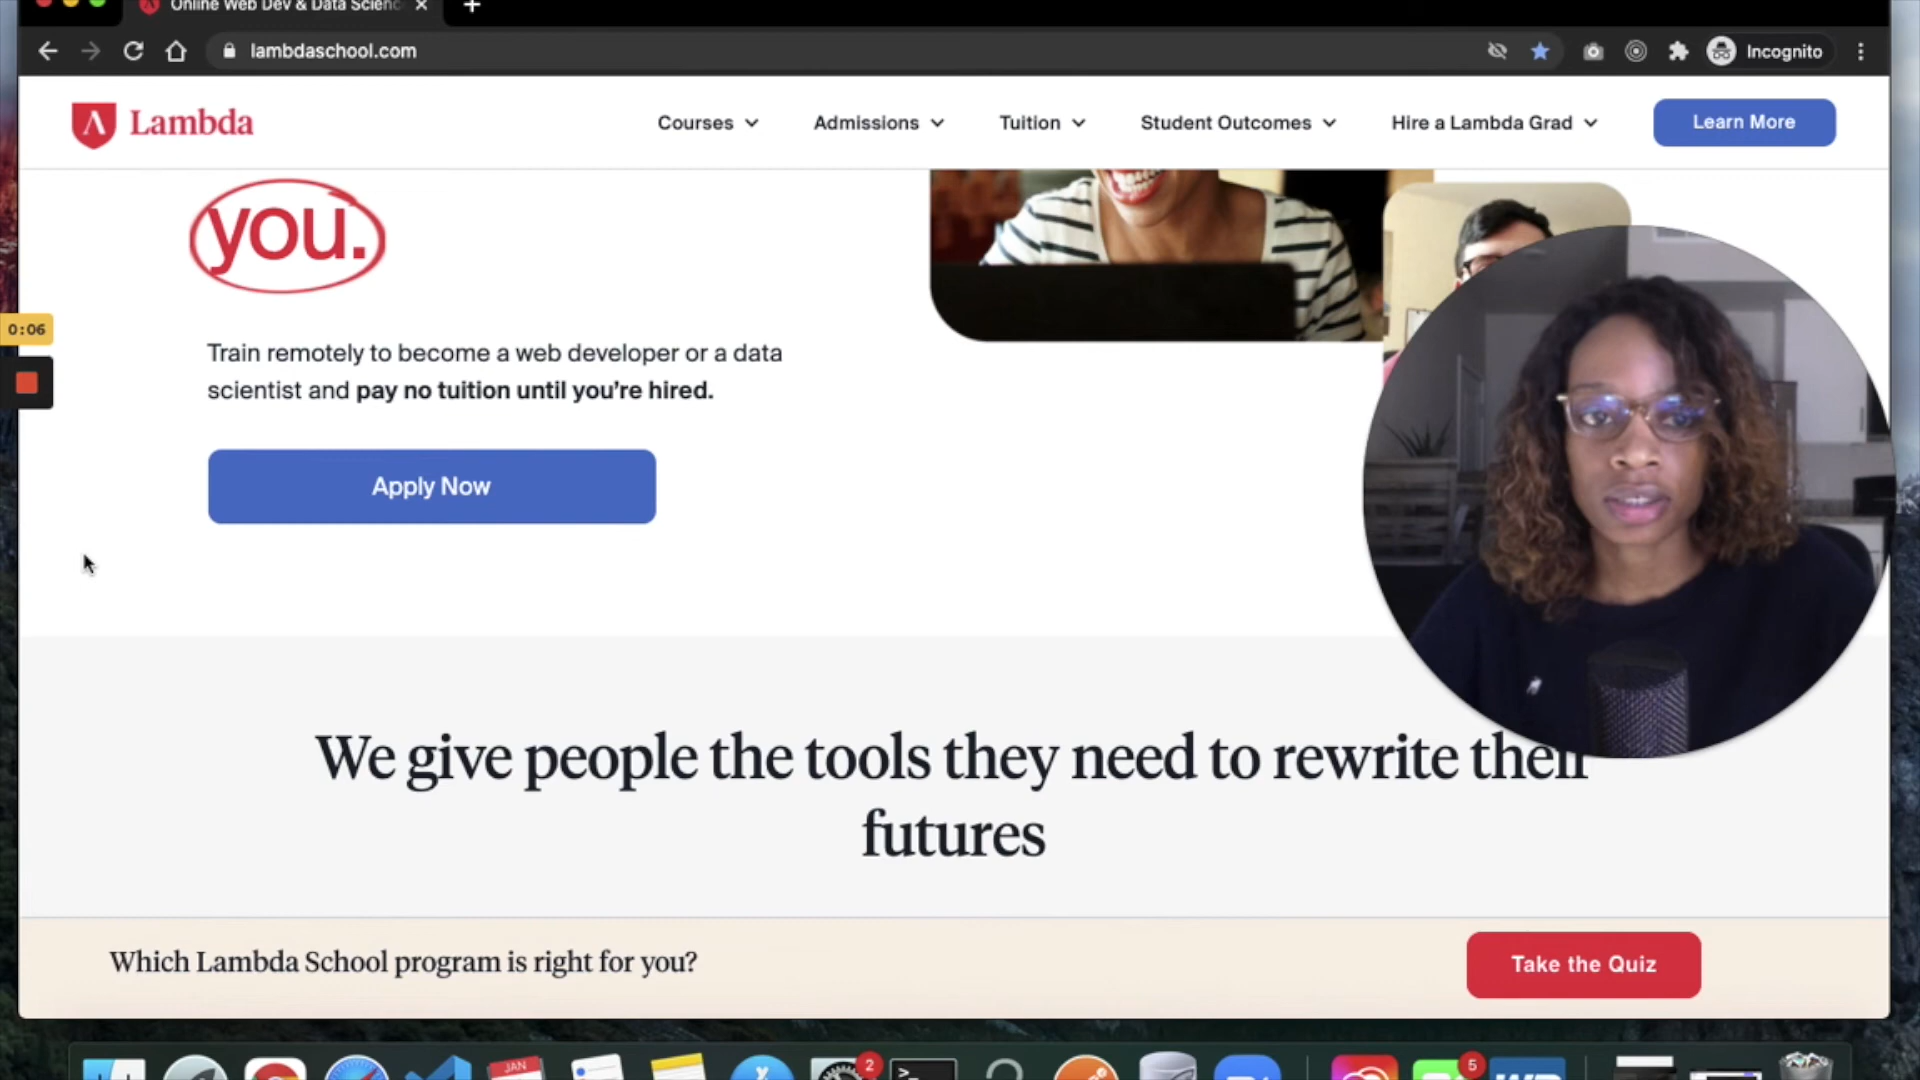 Online Web Dev & Data Scienc
lambdaschool.com
Incognito
Lambda
Courses
Admissions
Tuition
Student Outcomes
Hire a Lambda Grad
Learn More
you.
0:06
Train remotely to become a web developer or a data
scientist and pay no tuition until you're hired.
Apply Now
We give people the tools they need to rewrite their
futures
Which Lambda School program is right for you?
Take the Quiz
JAN
2
5